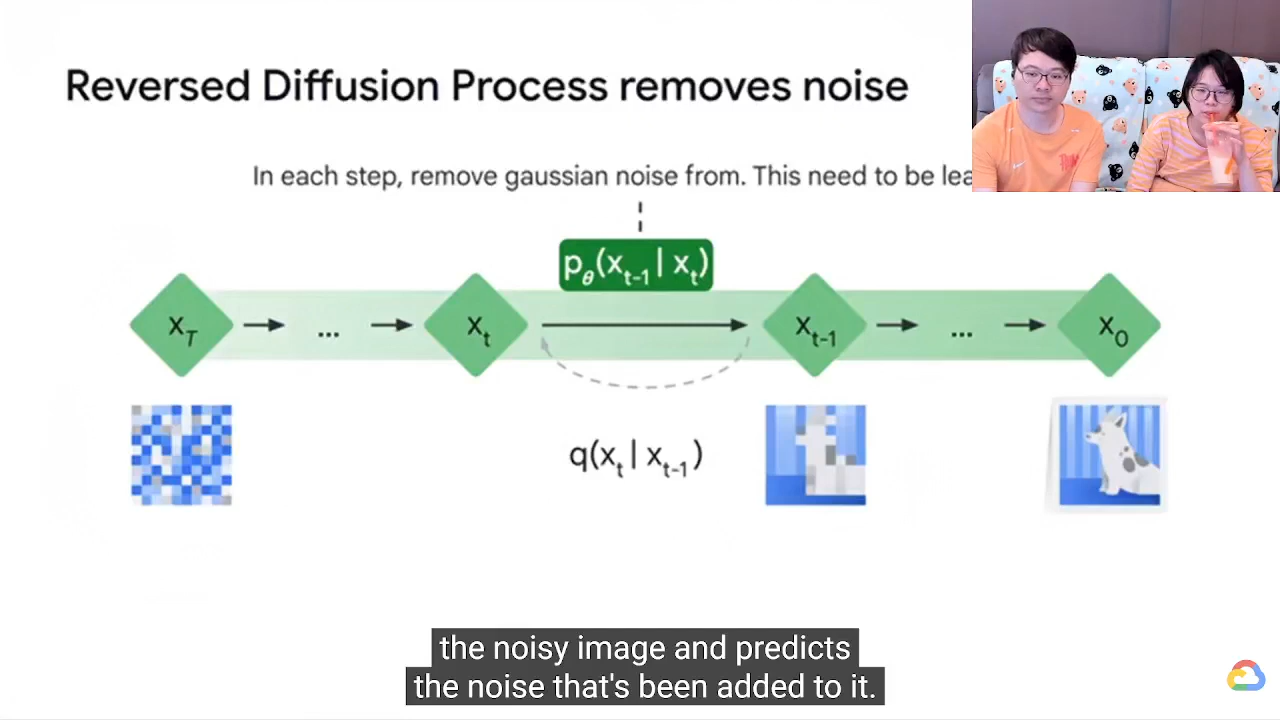 Reversed Diffusion Process removes noise
In each step, remove gaussian noise from. This need to be
pθ(xt-1 | xt)
xT → ... → xt → xt-1 → ... → x0
q(xt | xt-1)
the noisy image and predicts
the noise that's been added to it.